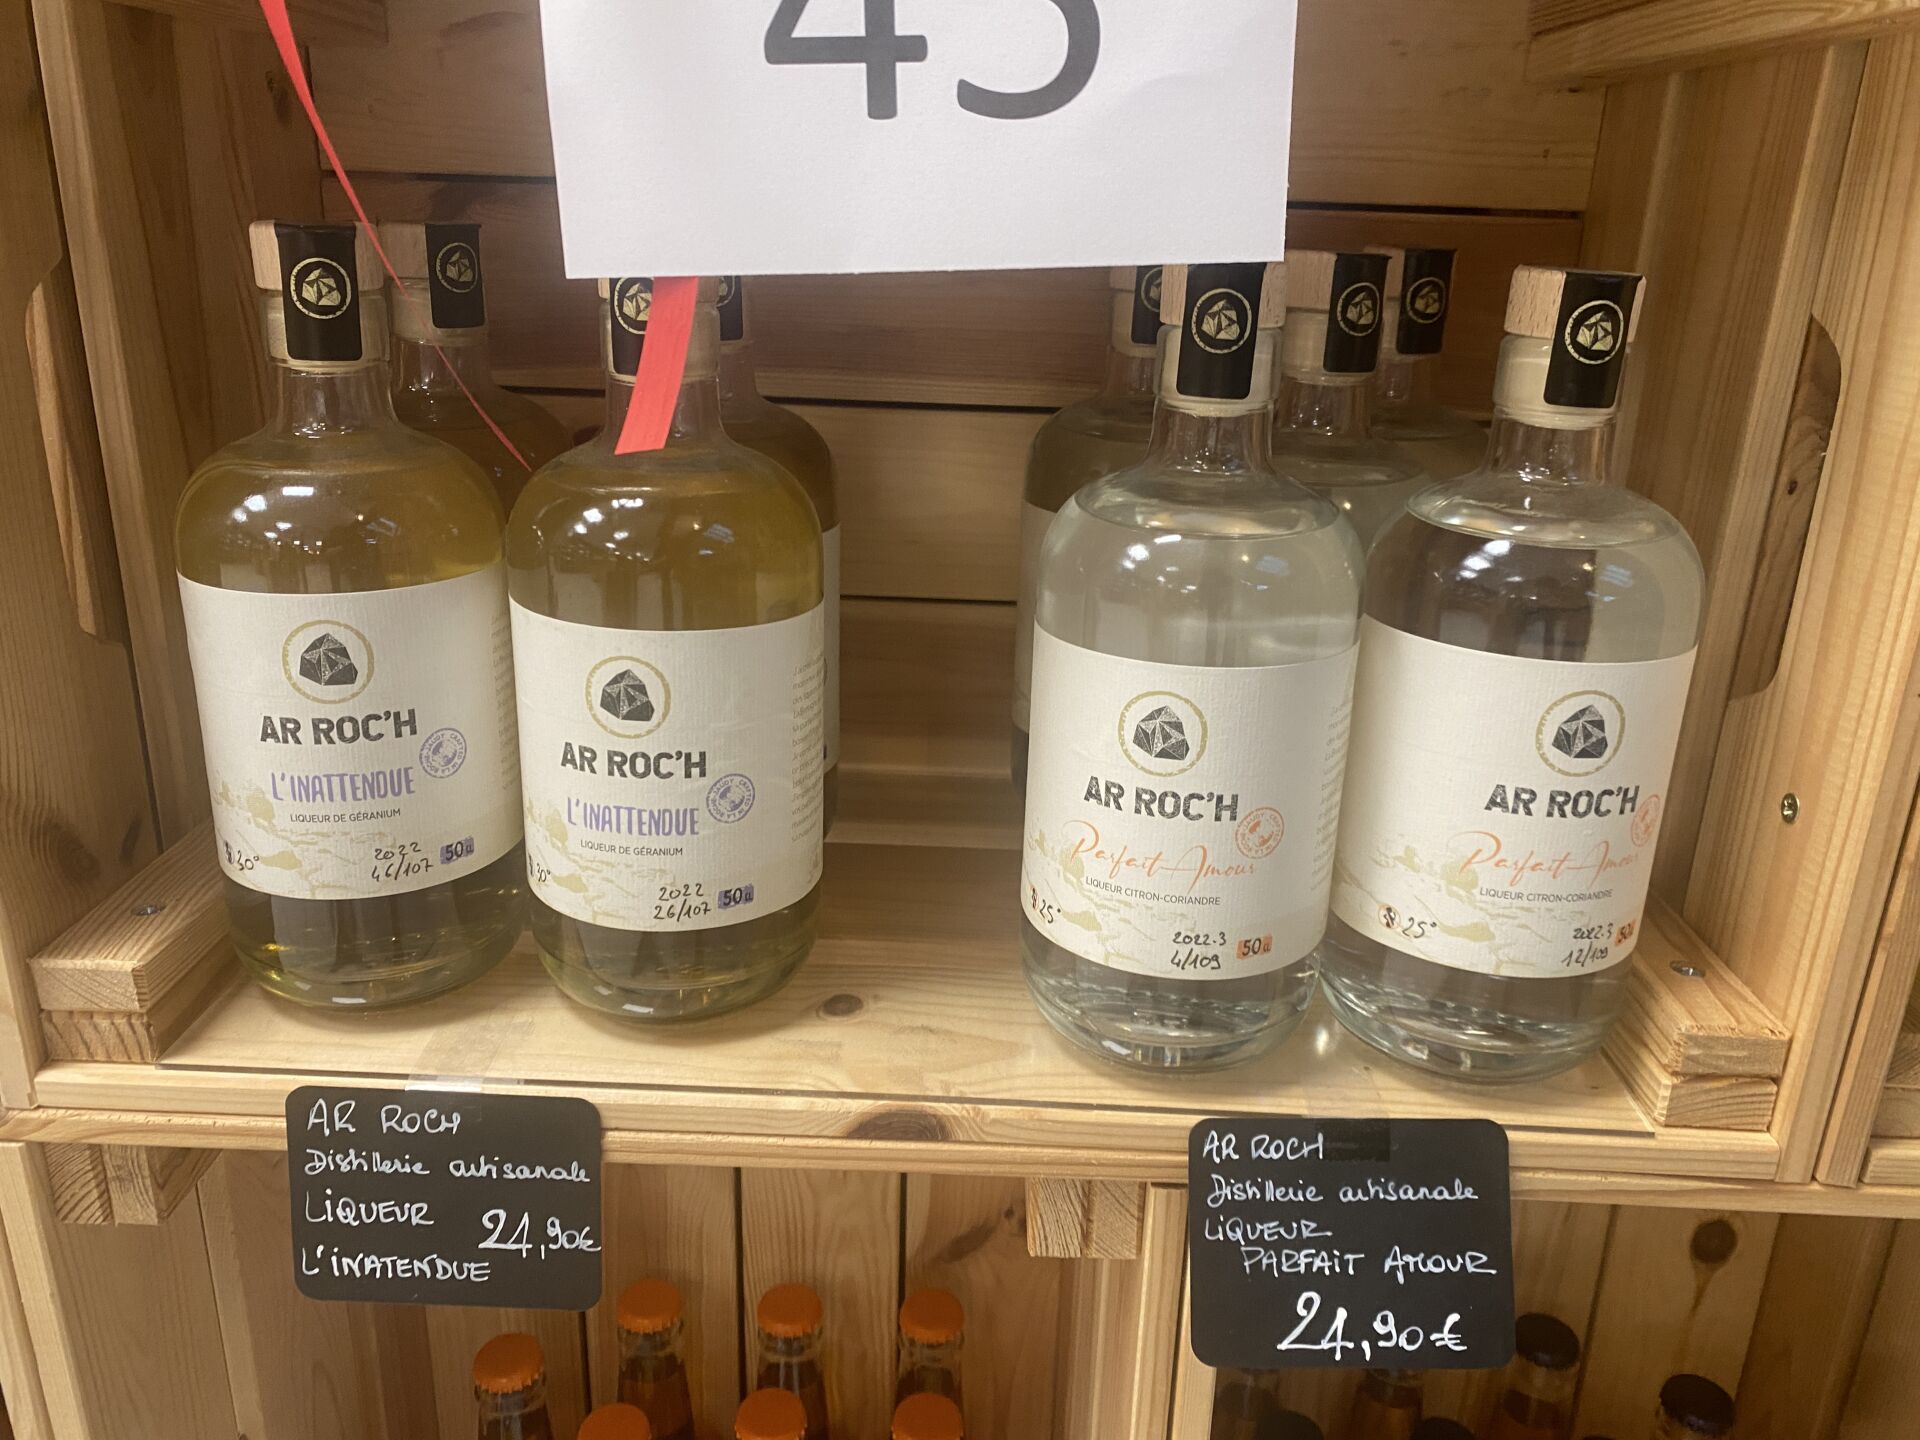 45
AR ROC'H
L'INATTENDUE
LIQUEUR DE GÉRANIUM
30°
2022
46/107
50cl
AR ROC'H
L'INATTENDUE
LIQUEUR DE GÉRANIUM
30°
2022
26/107
50cl
AR ROC'H
Parfait Amour
LIQUEUR CITRON-CORIANDRE
25°
2022.3
4/109
50cl
AR ROC'H
Parfait Amour
LIQUEUR CITRON-CORIANDRE
25°
2022.3
12/109
50cl
AR ROCH
Distillerie artisanale
LIQUEUR 24,90€
L'INATENDUE
AR ROCH
Distillerie artisanale
LIQUEUR
PARFAIT AMOUR
24,90€